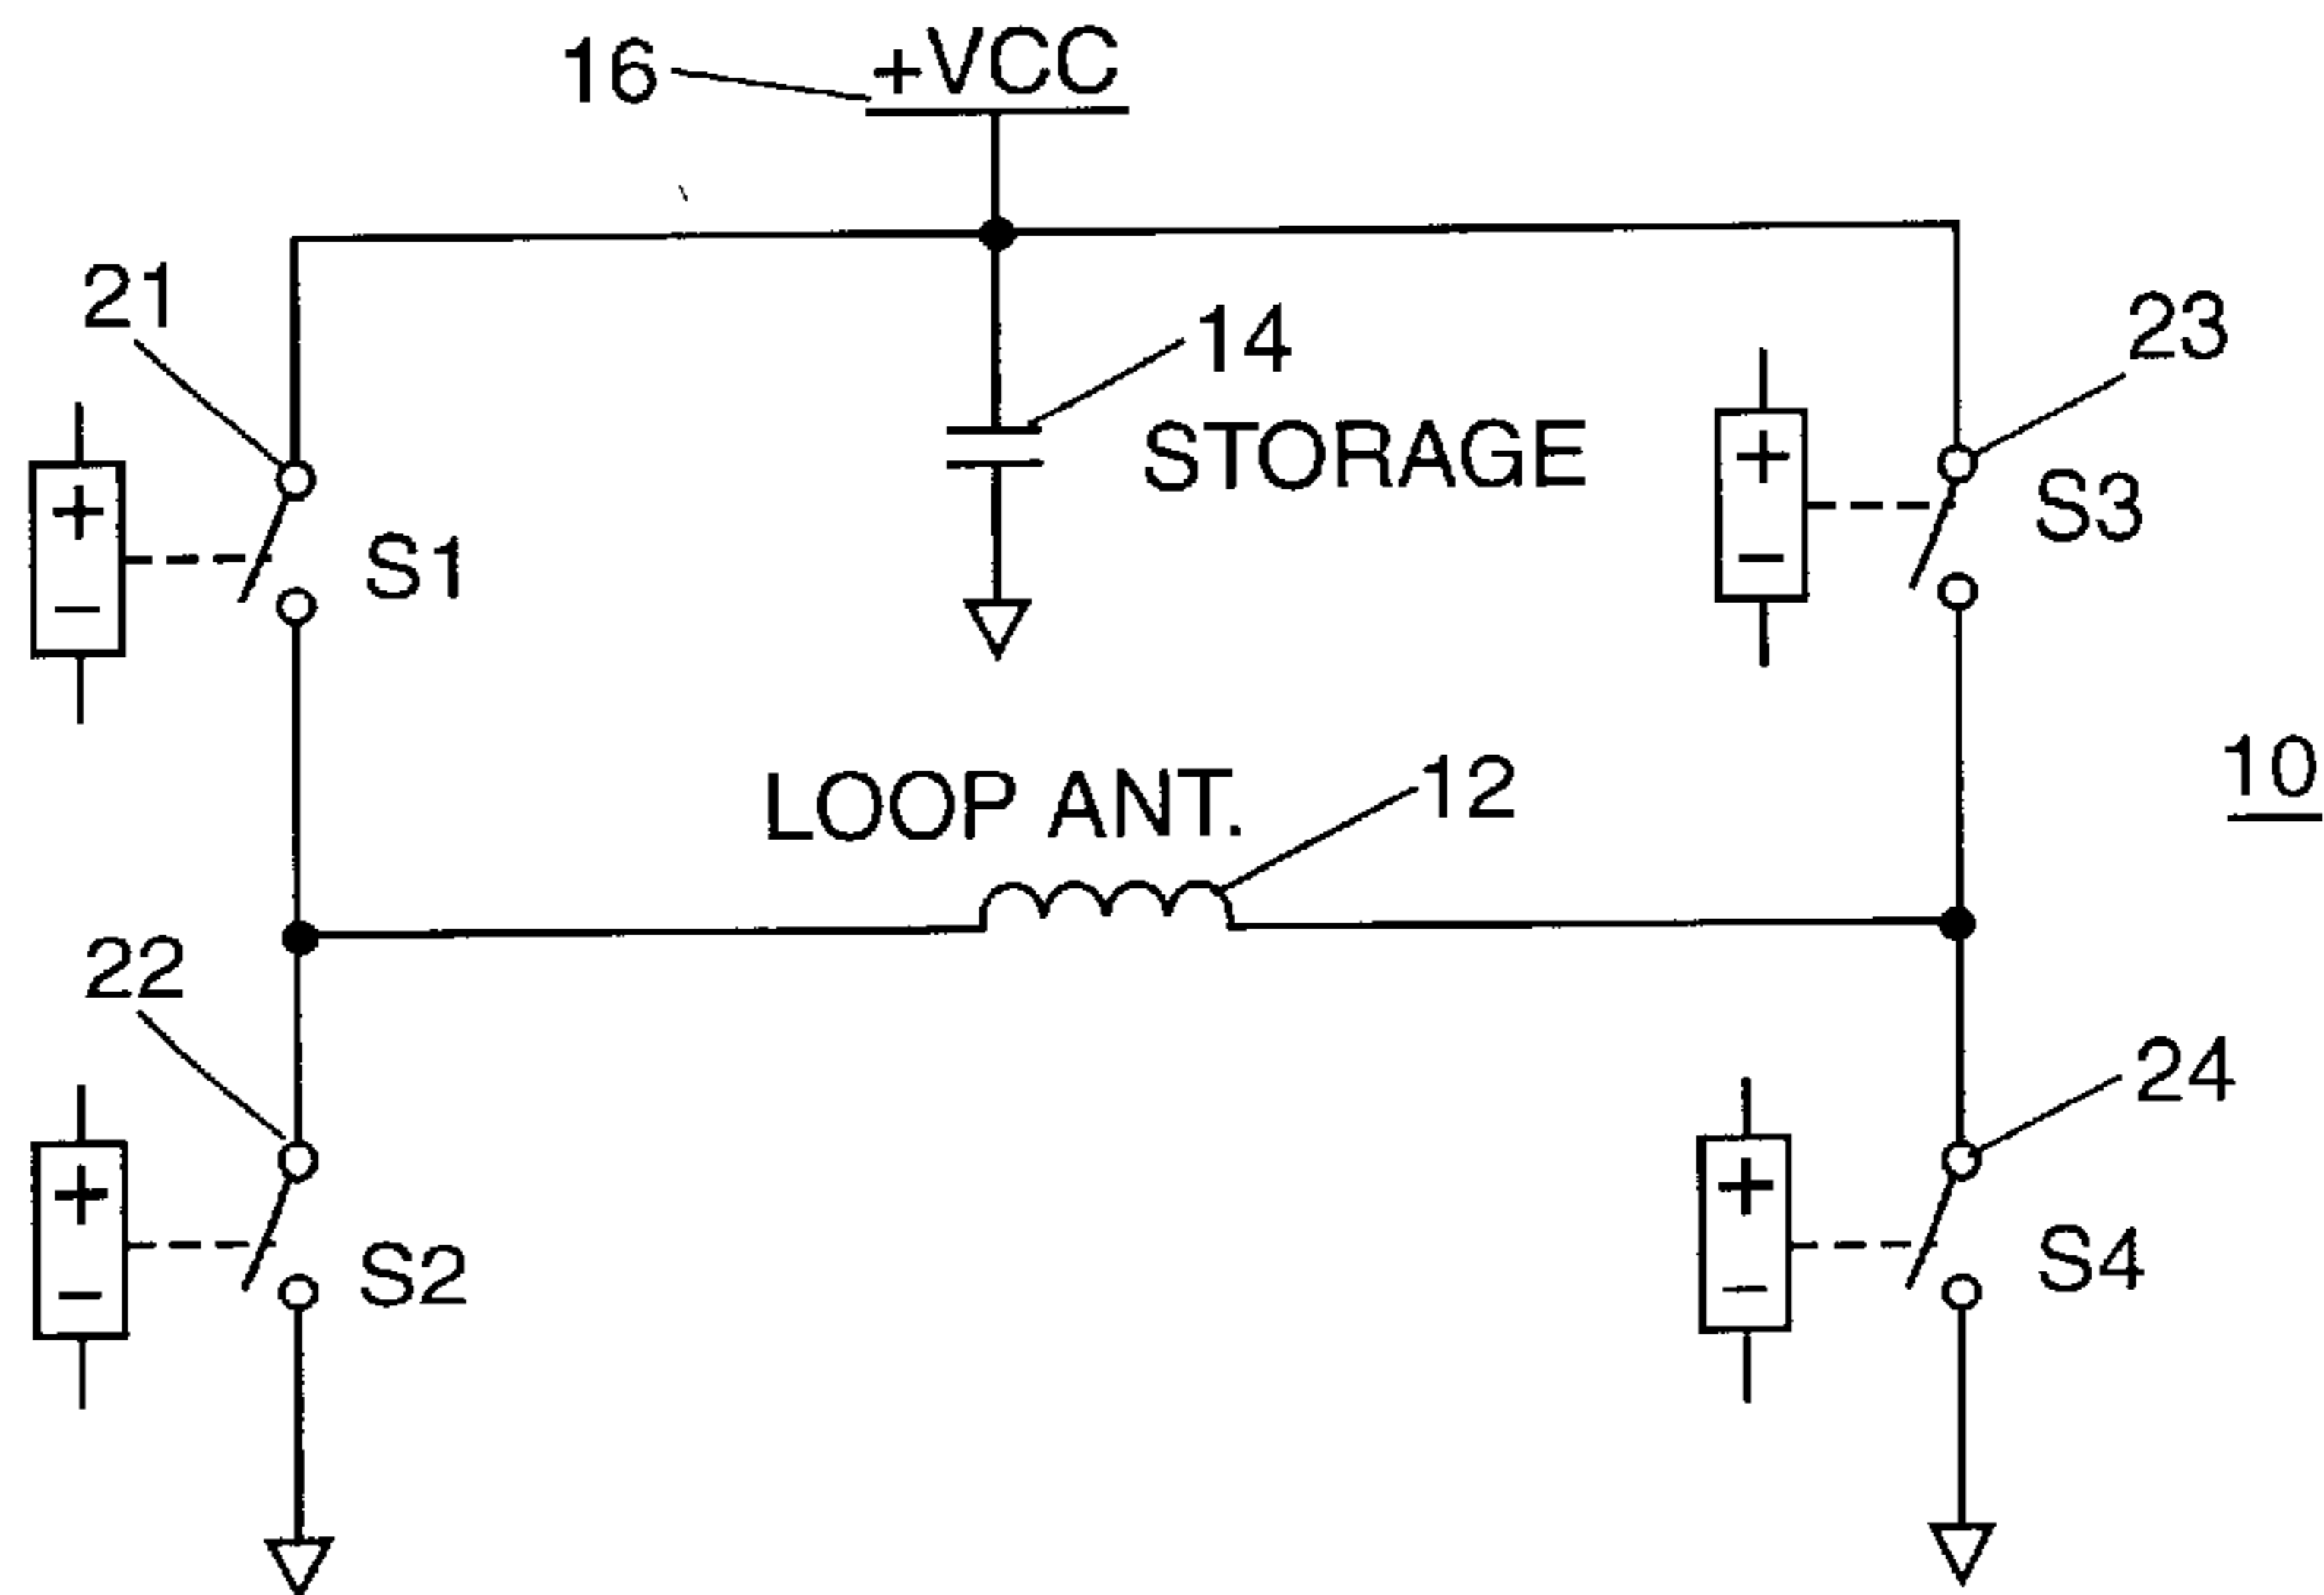 16 +VCC
21
14
23
STORAGE
+
+
S1
S3
−
−
LOOP ANT.
12
10
22
24
+
+
S2
S4
−
−